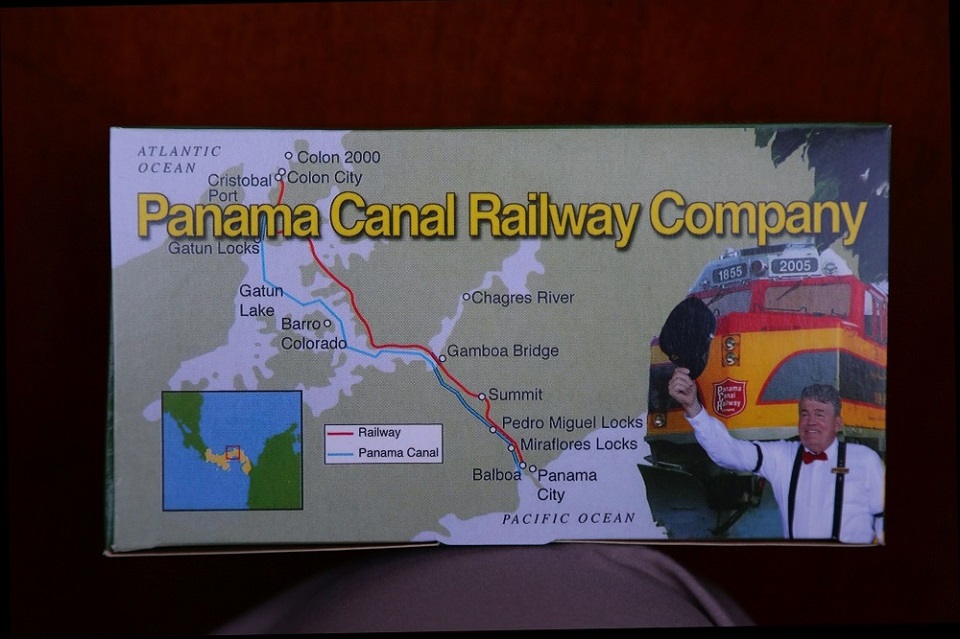 ATLANTIC
OCEAN
Colon 2000
Cristobal
Port
Colon City
Panama Canal Railway Company
Gatun Locks
1855
2005
Gatun
Lake
Chagres River
Barro
Colorado
Gamboa Bridge
Panama
Canal
Railway
Summit
Pedro Miguel Locks
Railway
Miraflores Locks
Panama Canal
Balboa
Panama
City
PACIFIC OCEAN